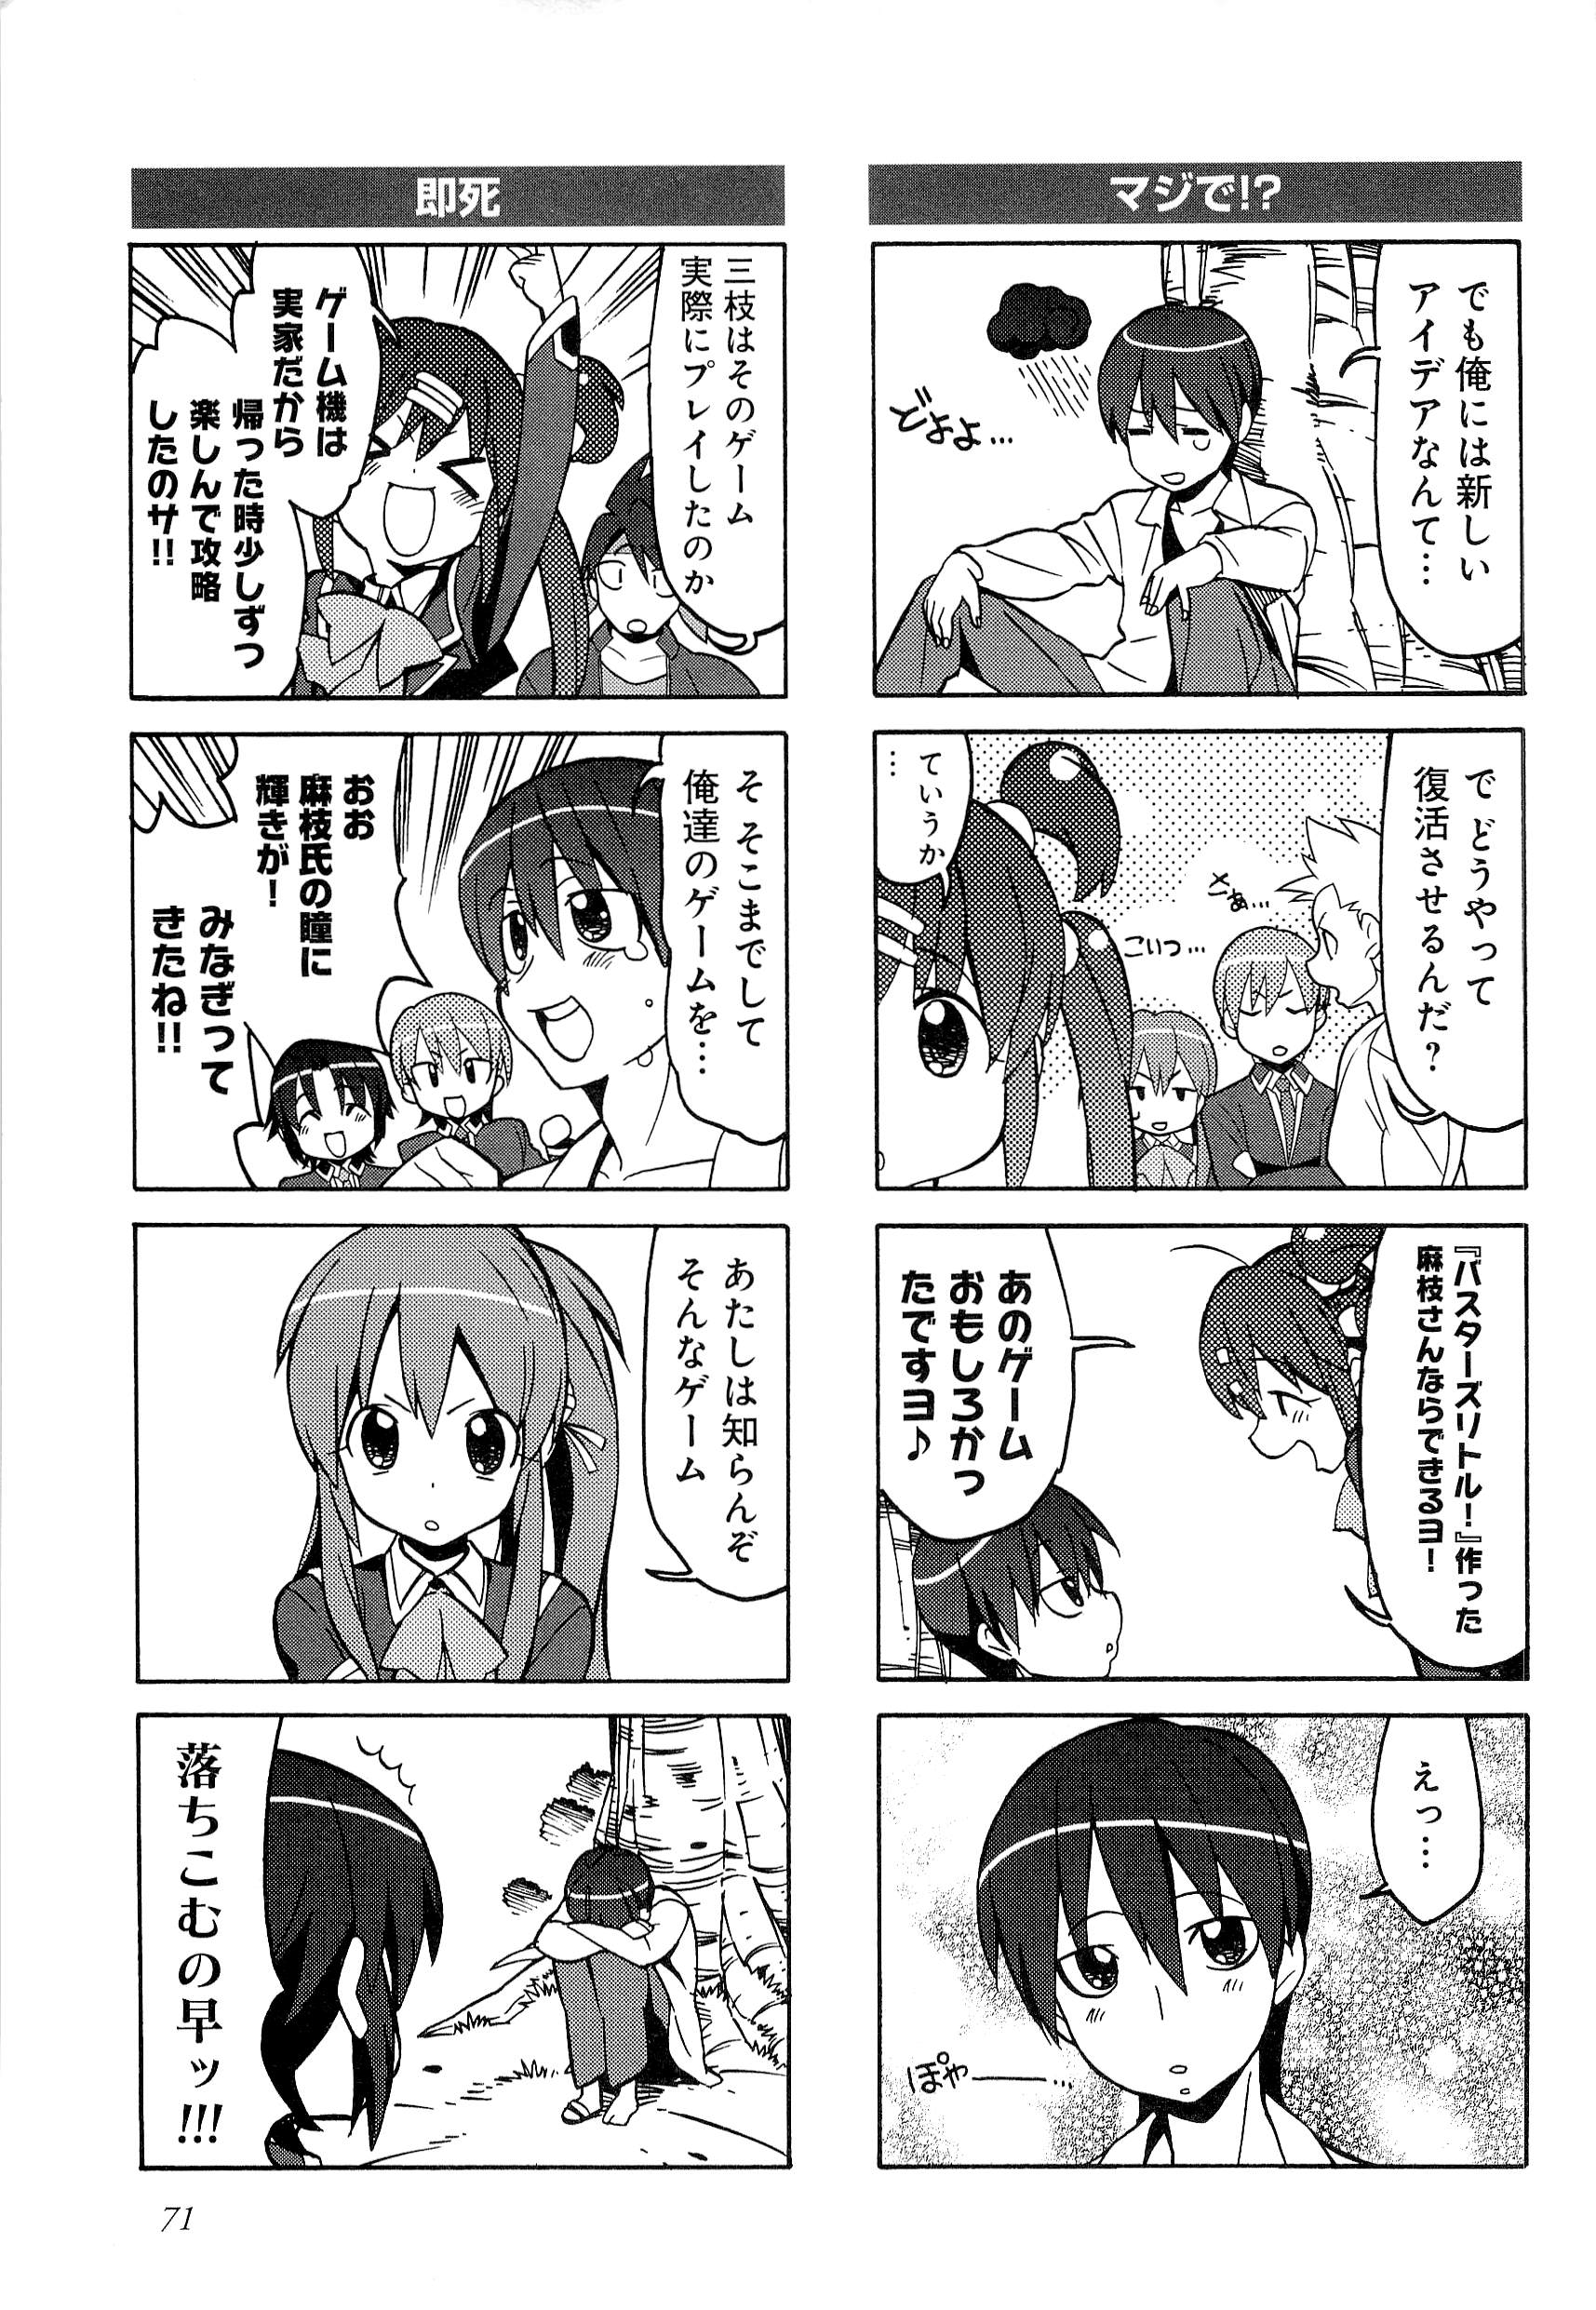 マジで!?
でも俺には新しい
アイデアなんて…
どよよ…
で どうやって
復活させるんだ?
さぁ…
こいつ…
ていうか
…
『バスターズリトル!』作った
麻枝さんならできるヨ!
あのゲーム
おもしろかっ
たですヨ♪
えっ…
ぽや――…
即死
三枝はそのゲーム
実際にプレイしたのか
ゲーム機は
実家だから
帰った時少しずつ
楽しんで攻略
したのサ!!
そ そこまでして
俺達のゲームを…
おお
麻枝氏の瞳に
輝きが!
みなぎって
きたね!!
あたしは知らんぞ
そんなゲーム
落ちこむの早ッ!!!
71